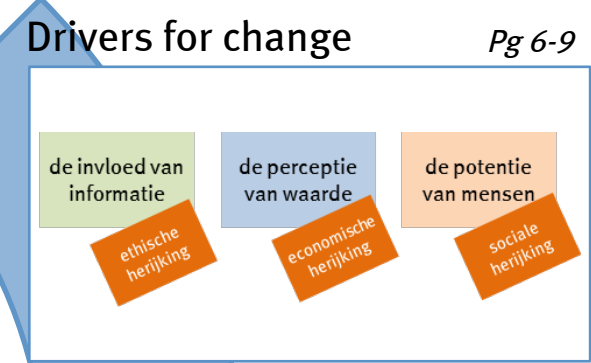 Drivers for change
Pg 6-9
de invloed van
informatie
ethische
herijking
de perceptie
van waarde
economische
herijking
de potentie
van mensen
sociale
herijking